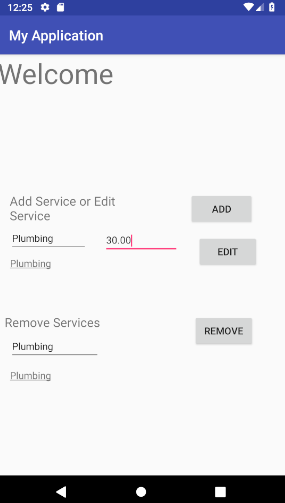 12:25
My Application
Welcome
Add Service or Edit
Service
ADD
Plumbing
30.00
EDIT
Plumbing
Remove Services
REMOVE
Plumbing
Plumbing